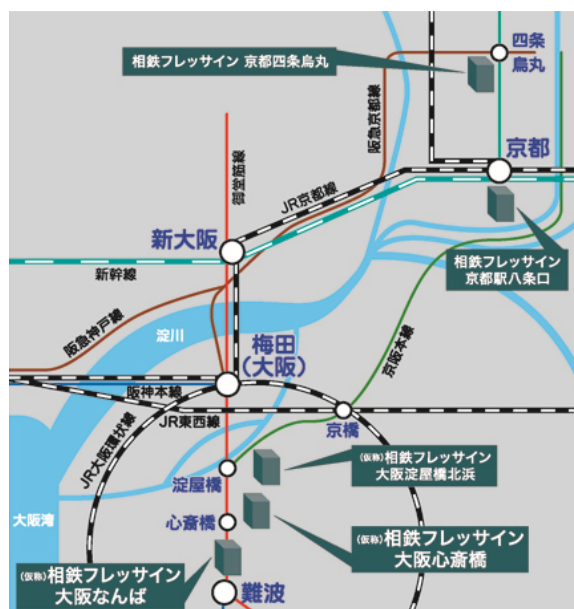 四条
烏丸
相鉄フレッサイン 京都四条烏丸
阪急京都線
御堂筋線
京都
JR京都線
新大阪
新幹線
相鉄フレッサイン
京都駅八条口
阪急神戸線
淀川
梅田
(大阪)
京阪本線
阪神本線
JR東西線
京橋
JR大阪環状線
淀屋橋
(仮称)相鉄フレッサイン
大阪淀屋橋北浜
大阪湾
心斎橋
(仮称)相鉄フレッサイン
大阪心斎橋
(仮称)相鉄フレッサイン
大阪なんば
難波